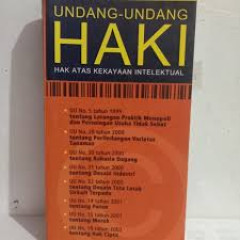 UNDANG-UNDANG
HAKI
HAK ATAS KEKAYAAN INTELEKTUAL
UU No. 5 tahun 1999
tentang Larangan Praktik Monopoli
dan Persaingan Usaha Tidak Sehat
UU No. 29 tahun 2000
tentang Perlindungan Varietas
Tanaman
UU No. 30 tahun 2000
tentang Rahasia Dagang
UU No. 31 tahun 2000
tentang Desain Industri
UU No. 32 tahun 2000
tentang Desain Tata Letak
Sirkuit Terpadu
UU No. 14 tahun 2001
tentang Paten
UU No. 15 tahun 2001
tentang Merek
UU No. 19 tahun 2002
tentang Hak Cipta